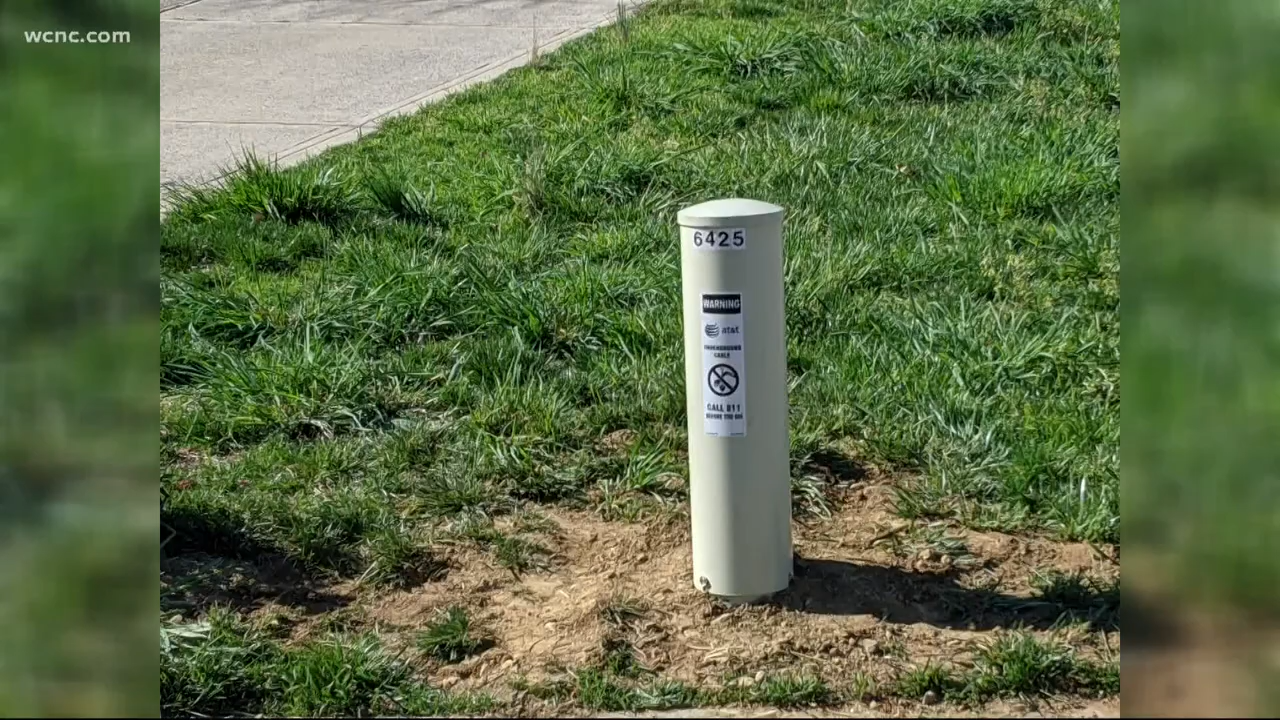 wcnc.com
6425
WARNING
at&t
UNDERGROUND
CABLE
CALL 811
BEFORE YOU DIG